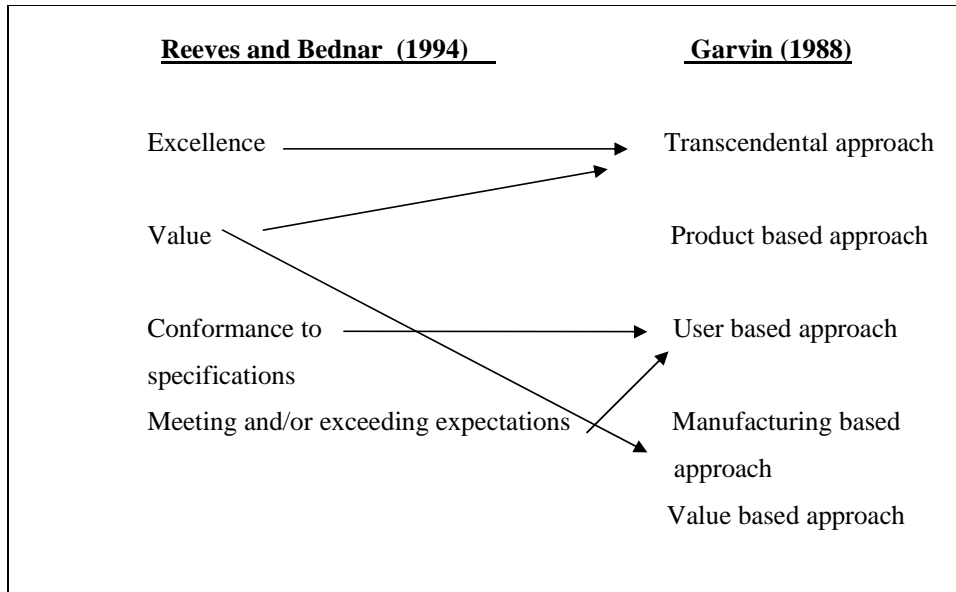 Reeves and Bednar (1994) Garvin (1988)
Excellence Transcendental approach
Value Product based approach
Conformance to User based approach
specifications
Meeting and/or exceeding expectations Manufacturing based
approach
Value based approach